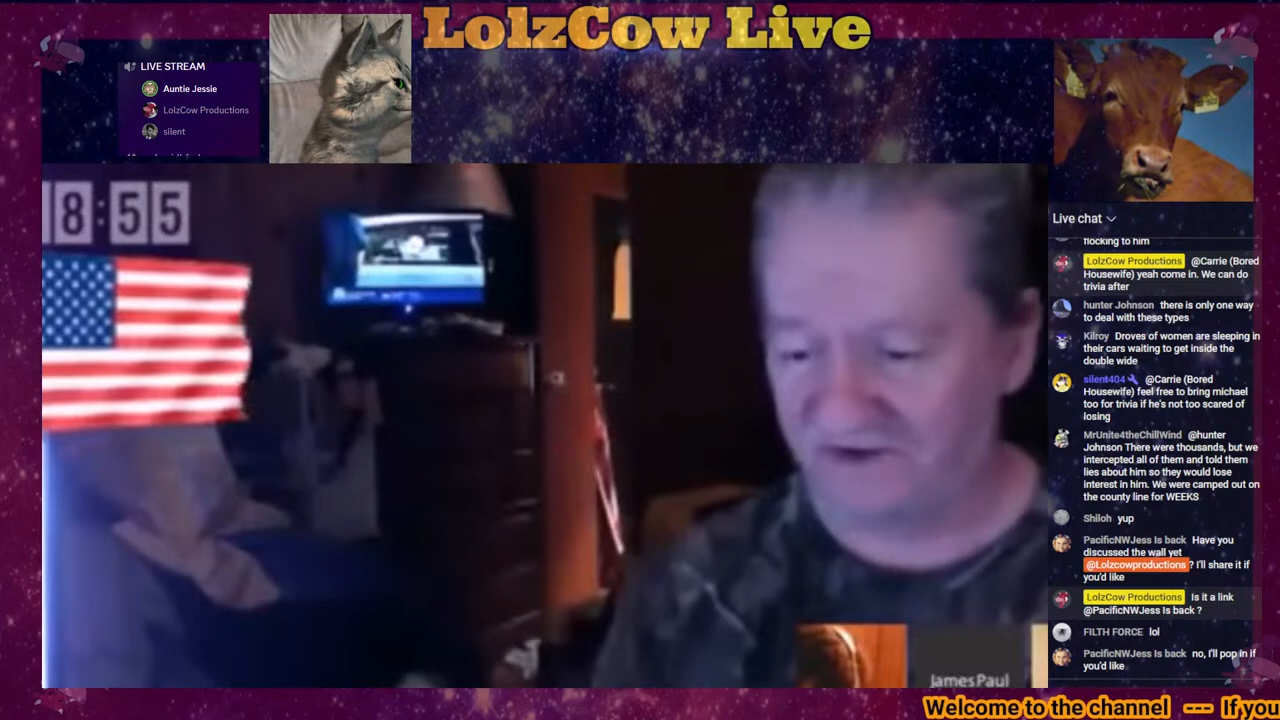 LolzCow Live
LIVE STREAM
Auntie Jessie
LolzCow Productions
silent
8:55
Live chat
flocking to him
LolzCow Productions @Carrie (Bored
Housewife) yeah come in. We can do
trivia after
hunter Johnson there is only one way
to deal with these types
Kilroy Droves of women are sleeping in
their cars waiting to get inside the
double wide
silent404 @Carrie (Bored
Housewife) feel free to bring michael
too for trivia if he's not too scared of
losing
MrUnite4theChillWind @hunter
Johnson There were thousands, but we
intercepted all of them and told them
lies about him so they would lose
interest in him. We were camped out on
the county line for WEEKS
Shiloh yup
PacificNWJess Is back Have you
discussed the wall yet
@Lolzcowproductions ? I'll share it if
you'd like
LolzCow Productions Is it a link
@PacificNWJess Is back ?
FILTH FORCE lol
PacificNWJess Is back no, I'll pop in if
you'd like
James Paul
Welcome to the channel --- If you